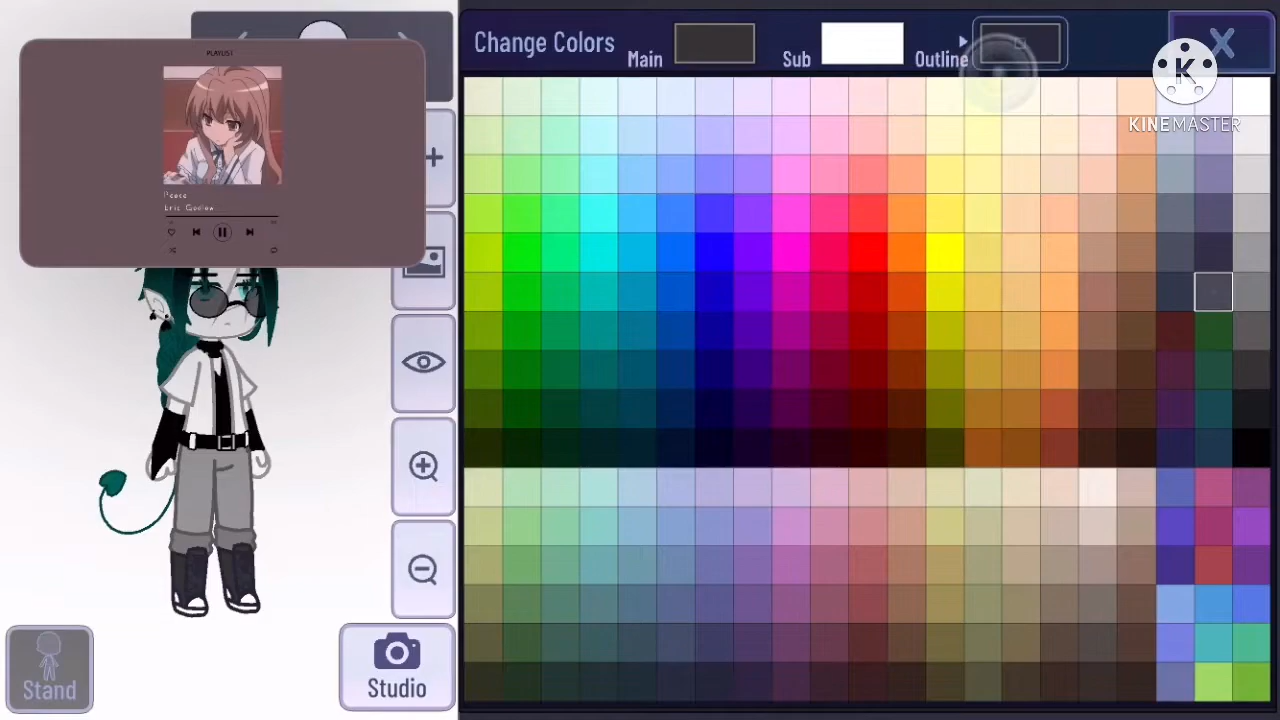 PLAYLIST
Peace
Eric Godlow
Change Colors
Main
Sub
Outline
K
KINEMASTER
Stand
Studio